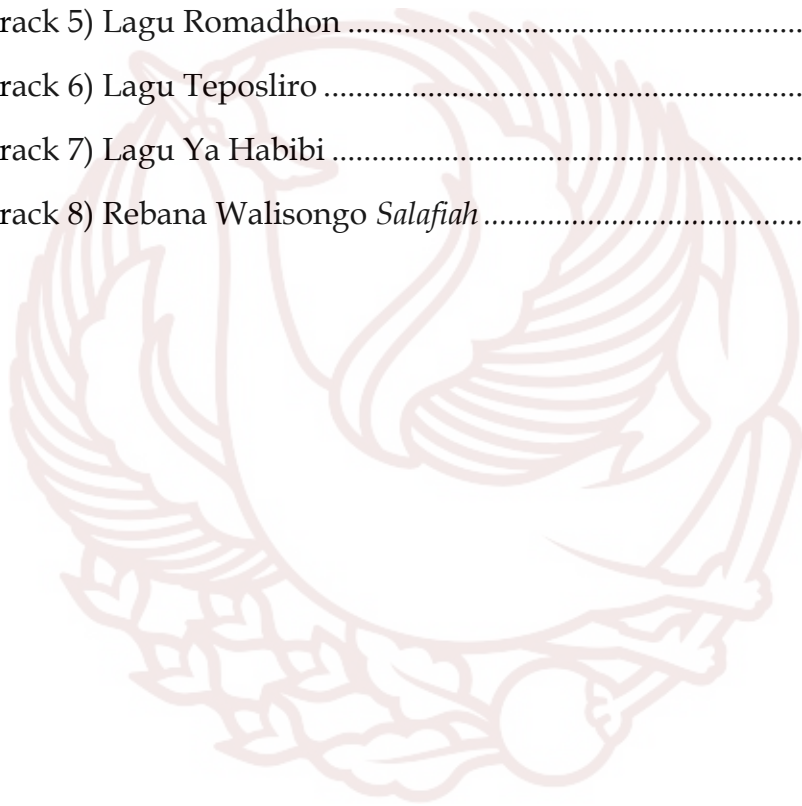 rack 5) Lagu Romadhon ........................................................
rack 6) Lagu Teposliro ...........................................................
rack 7) Lagu Ya Habibi ..........................................................
rack 8) Rebana Walisongo Salafiah .......................................